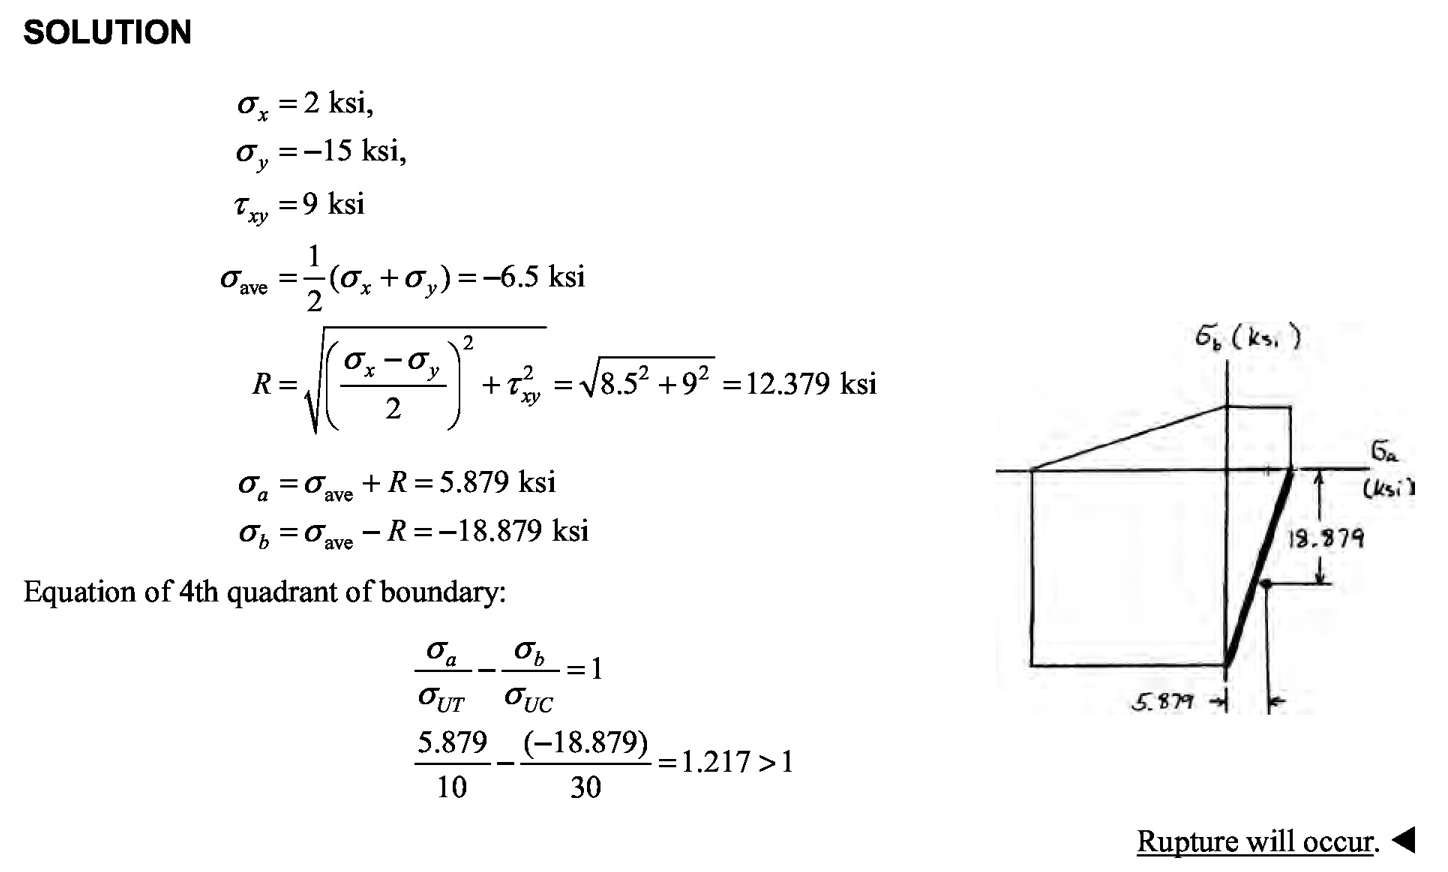 SOLUTION
σx = 2 ksi,
σy = −15 ksi,
τxy = 9 ksi
σave = 1/2 (σx + σy) = −6.5 ksi
R = √(((σx − σy)/2)² + τ²xy) = √(8.5² + 9²) = 12.379 ksi
σa = σave + R = 5.879 ksi
σb = σave − R = −18.879 ksi
Equation of 4th quadrant of boundary:
σa/σUT − σb/σUC = 1
5.879/10 − (−18.879)/30 = 1.217 > 1
σb (ksi)
σa
(ksi)
18.879
5.879
Rupture will occur. ◀